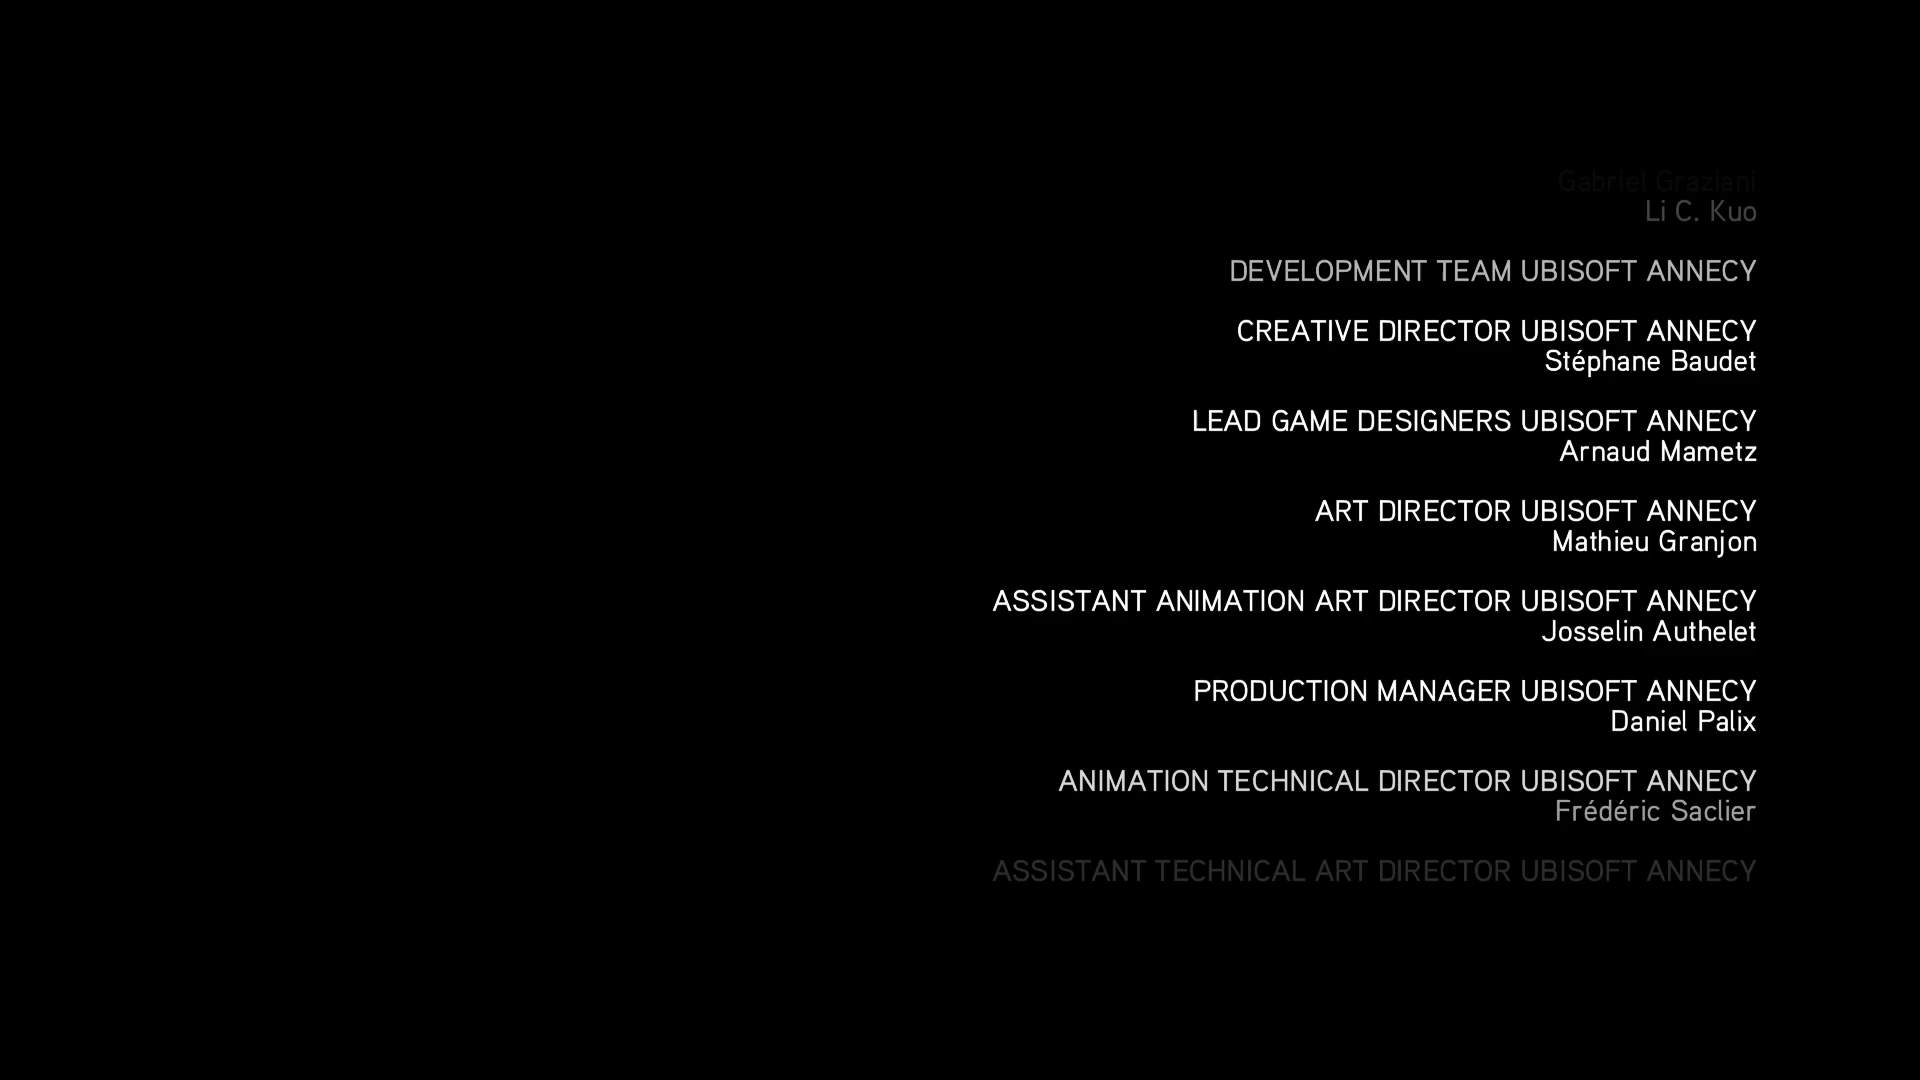 Gabriel Graziani
Li C. Kuo
DEVELOPMENT TEAM UBISOFT ANNECY
CREATIVE DIRECTOR UBISOFT ANNECY
Stéphane Baudet
LEAD GAME DESIGNERS UBISOFT ANNECY
Arnaud Mametz
ART DIRECTOR UBISOFT ANNECY
Mathieu Granjon
ASSISTANT ANIMATION ART DIRECTOR UBISOFT ANNECY
Josselin Authelet
PRODUCTION MANAGER UBISOFT ANNECY
Daniel Palix
ANIMATION TECHNICAL DIRECTOR UBISOFT ANNECY
Frédéric Saclier
ASSISTANT TECHNICAL ART DIRECTOR UBISOFT ANNECY